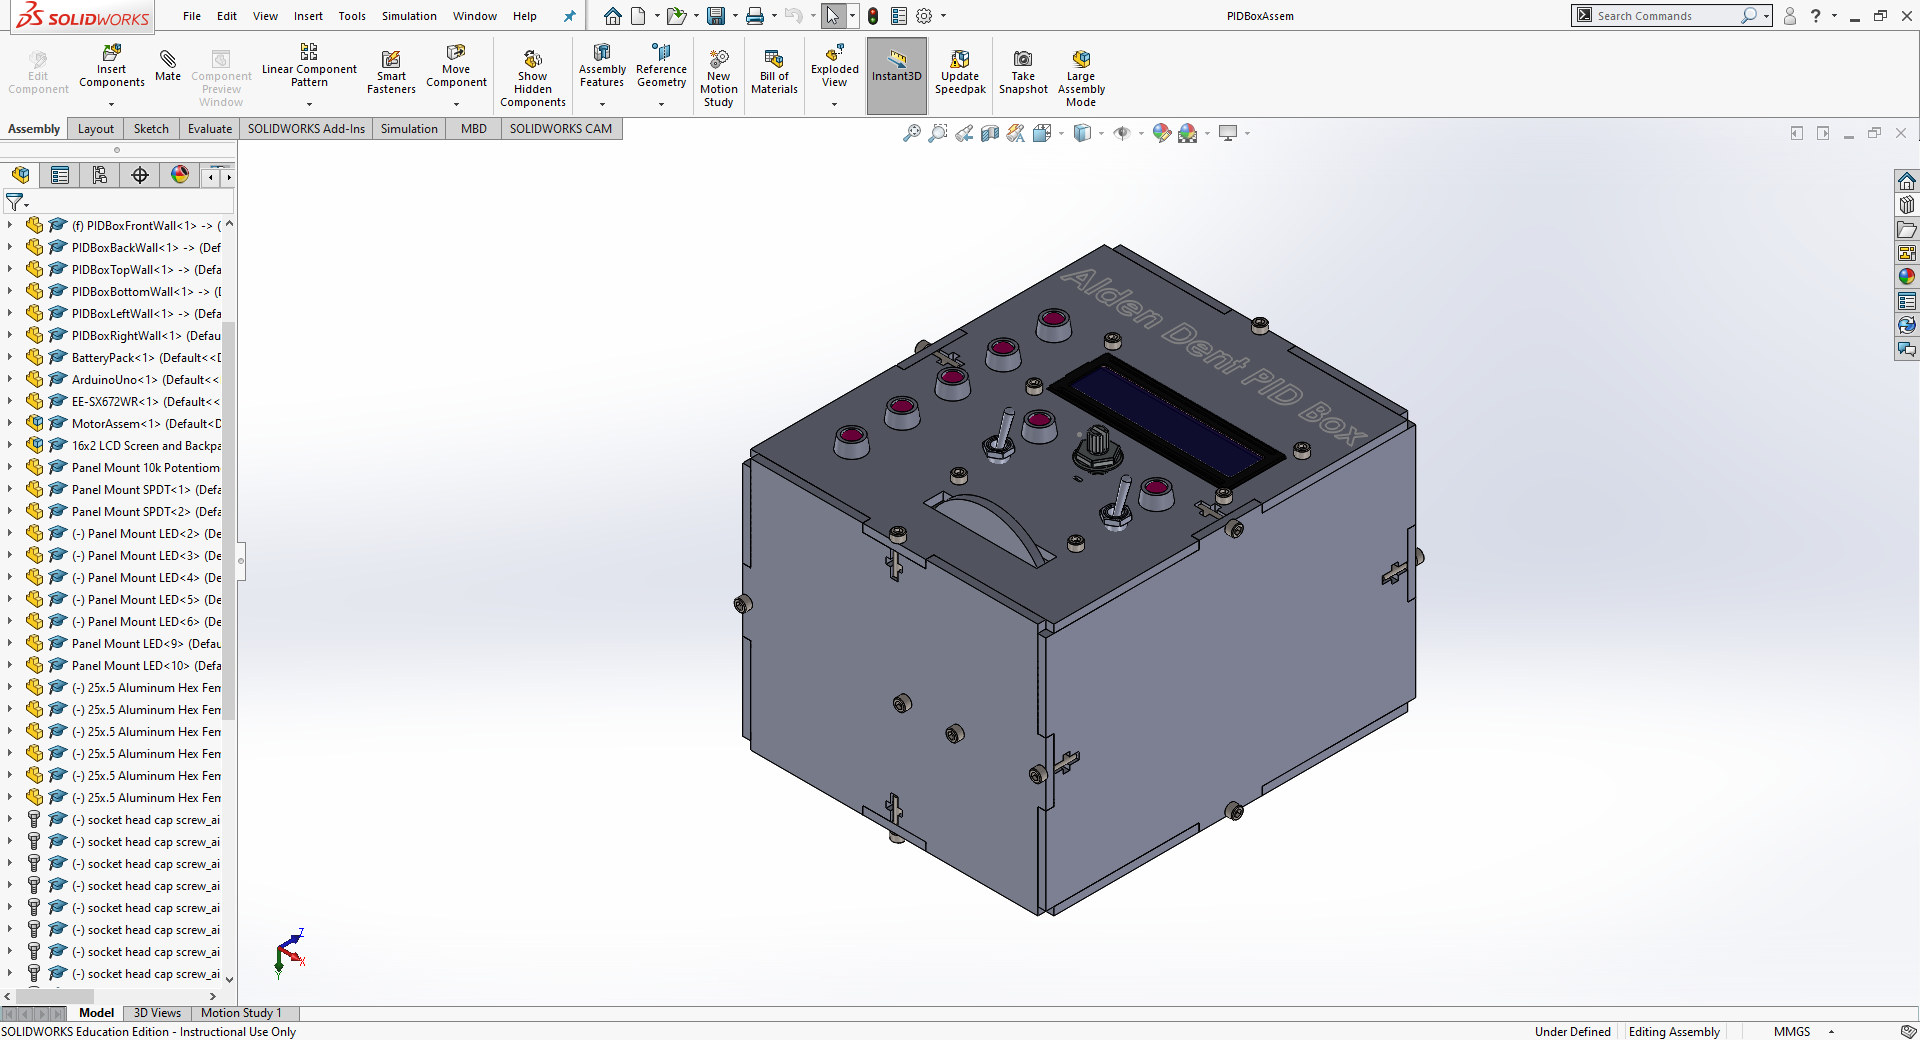 SOLIDWORKS
File Edit View Insert Tools Simulation Window Help
PIDBoxAssem
Search Commands
?
Edit Component
Insert Components
Mate
Component Preview Window
Linear Component Pattern
Smart Fasteners
Move Component
Show Hidden Components
Assembly Features
Reference Geometry
New Motion Study
Bill of Materials
Exploded View
Instant3D
Update Speedpak
Take Snapshot
Large Assembly Mode
Assembly Layout Sketch Evaluate SOLIDWORKS Add-Ins Simulation MBD SOLIDWORKS CAM
(f) PIDBoxFrontWall<1> -> (
PIDBoxBackWall<1> -> (Def
PIDBoxTopWall<1> -> (Defa
PIDBoxBottomWall<1> -> (D
PIDBoxLeftWall<1> -> (Defa
PIDBoxRightWall<1> (Defau
BatteryPack<1> (Default<<D
ArduinoUno<1> (Default<<
EE-SX672WR<1> (Default<<
MotorAssem<1> (Default<D
16x2 LCD Screen and Backpa
Panel Mount 10k Potentiom
Panel Mount SPDT<1> (Defa
Panel Mount SPDT<2> (Defa
(-) Panel Mount LED<2> (De
(-) Panel Mount LED<3> (De
(-) Panel Mount LED<4> (De
(-) Panel Mount LED<5> (De
(-) Panel Mount LED<6> (De
Panel Mount LED<9> (Defau
Panel Mount LED<10> (Defa
(-) 25x.5 Aluminum Hex Fem
(-) 25x.5 Aluminum Hex Fem
(-) 25x.5 Aluminum Hex Fem
(-) 25x.5 Aluminum Hex Fem
(-) 25x.5 Aluminum Hex Fem
(-) 25x.5 Aluminum Hex Fem
(-) socket head cap screw_ai
(-) socket head cap screw_ai
(-) socket head cap screw_ai
(-) socket head cap screw_ai
(-) socket head cap screw_ai
(-) socket head cap screw_ai
(-) socket head cap screw_ai
(-) socket head cap screw_ai
Alden Dent PID Box
Z
X
Y
Model 3D Views Motion Study 1
SOLIDWORKS Education Edition - Instructional Use Only
Under Defined Editing Assembly MMGS